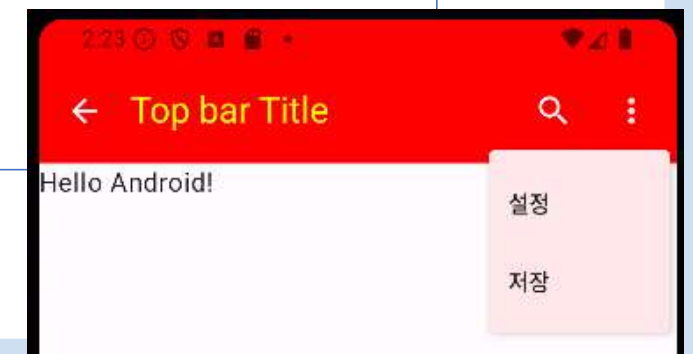 2:23
Top bar Title
Hello Android!
설정
저장